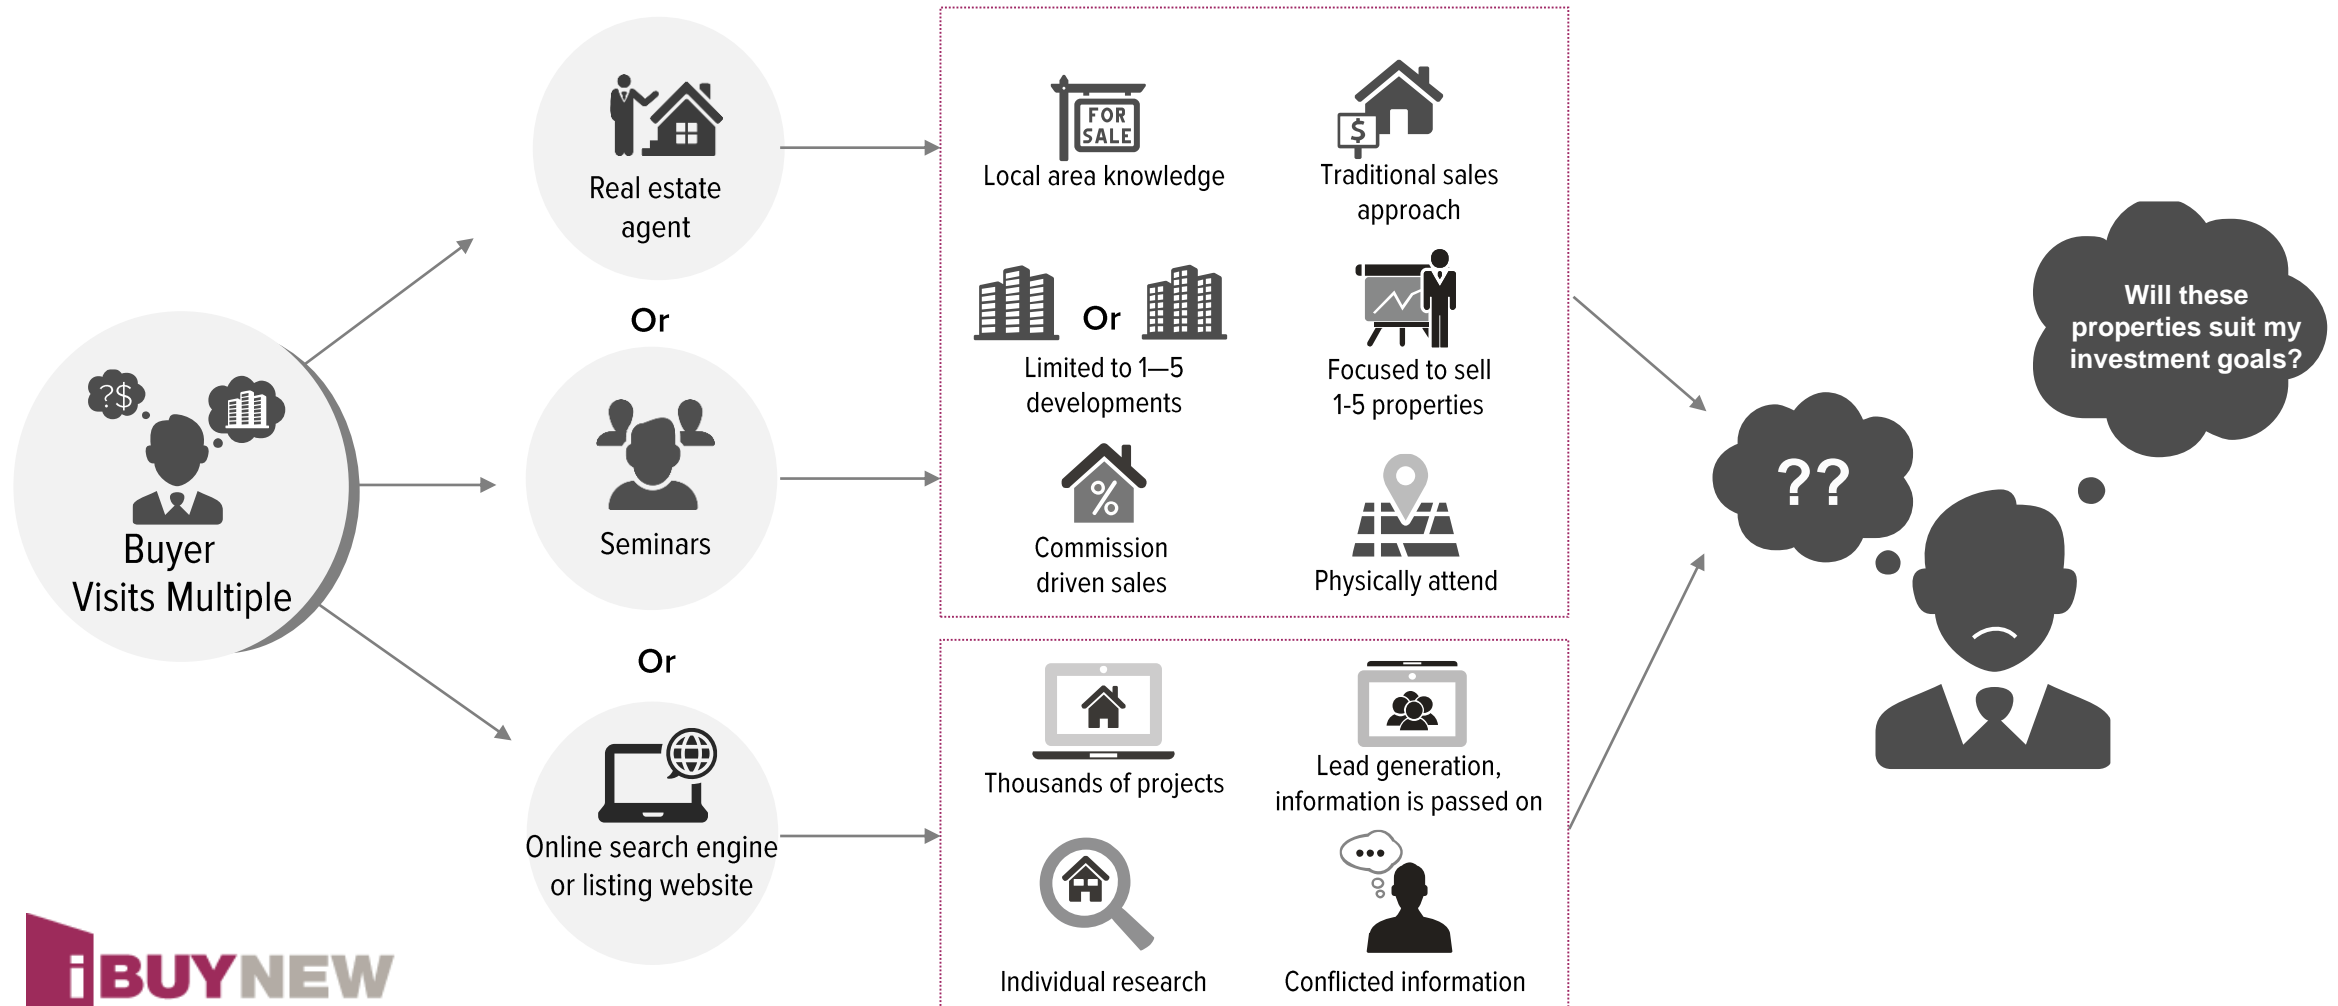 ?$
Buyer
Visits Multiple
Real estate
agent
Or
Seminars
Or
Online search engine
or listing website
FOR
SALE
Local area knowledge
$
Traditional sales
approach
Or
Limited to 1—5
developments
Focused to sell
1-5 properties
%
Commission
driven sales
Physically attend
Thousands of projects
Lead generation,
information is passed on
Individual research
Conflicted information
??
Will these
properties suit my
investment goals?
iBUYNEW